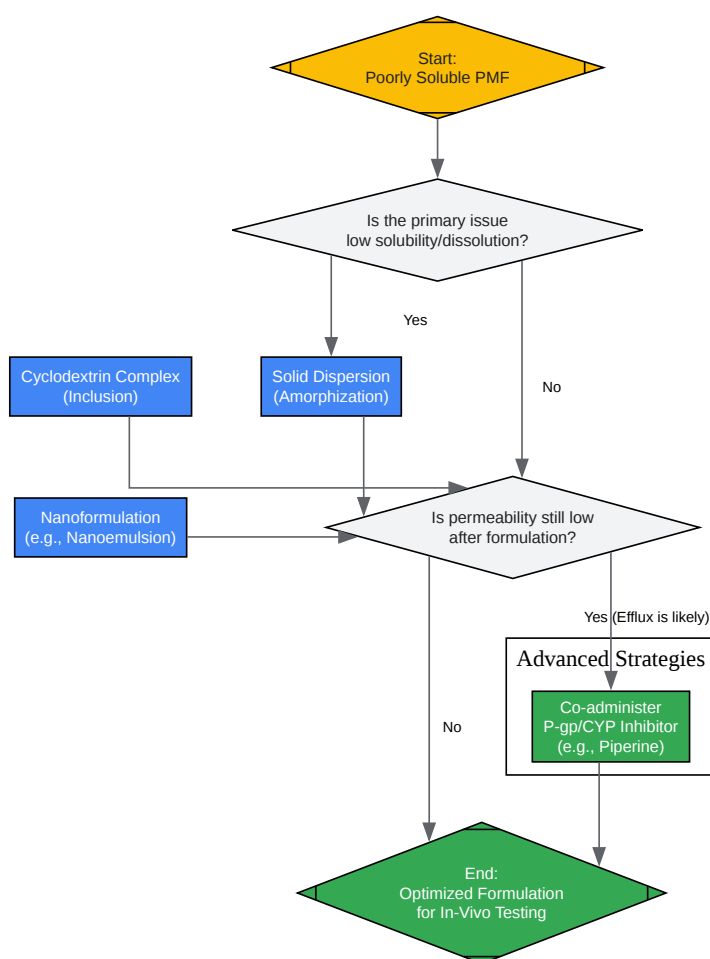 Start:
Poorly Soluble PMF
Is the primary issue
low solubility/dissolution?
Yes
Cyclodextrin Complex
(Inclusion)
Solid Dispersion
(Amorphization)
No
Nanoformulation
(e.g., Nanoemulsion)
Is permeability still low
after formulation?
Yes (Efflux is likely)
Advanced Strategies
Co-administer
P-gp/CYP Inhibitor
(e.g., Piperine)
No
End:
Optimized Formulation
for In-Vivo Testing